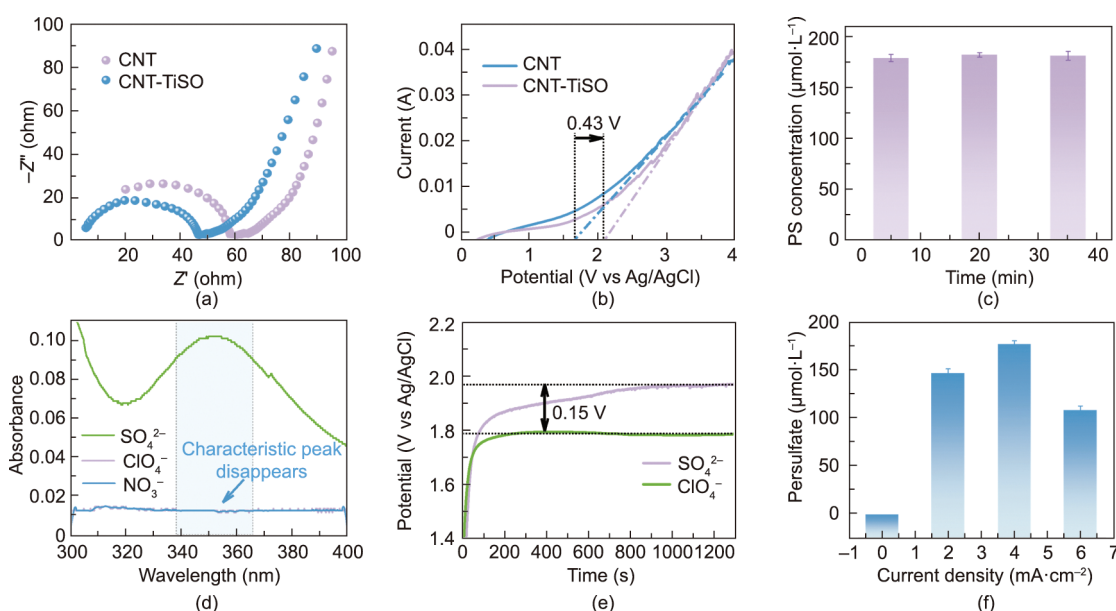 100
80
60
40
20
0
–Z″ (ohm)
CNT
CNT-TiSO
20
40
60
80
100
Z′ (ohm)
(a)
0.04
0.03
0.02
0.01
0
Current (A)
CNT
CNT-TiSO
0.43 V
0
1
2
3
4
Potential (V vs Ag/AgCl)
(b)
200
150
100
50
0
PS concentration (μmol·L⁻¹)
0
10
20
30
40
Time (min)
(c)
0.10
0.08
0.06
0.04
0.02
0
Absorbance
SO₄²⁻
ClO₄⁻
NO₃⁻
Characteristic peak
disappears
300
320
340
360
380
400
Wavelength (nm)
(d)
2.2
2.0
1.8
1.6
1.4
Potential (V vs Ag/AgCl)
0.15 V
SO₄²⁻
ClO₄⁻
0
200
400
600
800
1000
1200
Time (s)
(e)
200
150
100
50
150
0
Persulfate (μmol·L⁻¹)
–1
0
1
2
3
4
5
6
7
Current density (mA·cm⁻²)
(f)